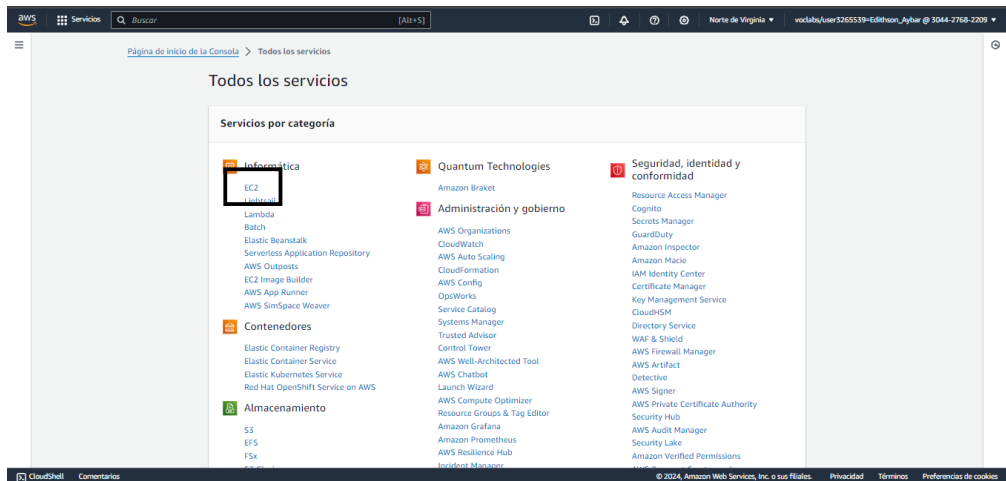 aws Servicios Buscar [Alt+S] Norte de Virginia voclabs/user3265539=Edithson_Aybar @ 3044-2768-2209
Página de inicio de la Consola > Todos los servicios
Todos los servicios
Servicios por categoría
Informática
EC2
Lightsail
Lambda
Batch
Elastic Beanstalk
Serverless Application Repository
AWS Outposts
EC2 Image Builder
AWS App Runner
AWS SimSpace Weaver
Contenedores
Elastic Container Registry
Elastic Container Service
Elastic Kubernetes Service
Red Hat OpenShift Service on AWS
Almacenamiento
S3
EFS
FSx
Quantum Technologies
Amazon Braket
Administración y gobierno
AWS Organizations
CloudWatch
AWS Auto Scaling
CloudFormation
AWS Config
OpsWorks
Service Catalog
Systems Manager
Trusted Advisor
Control Tower
AWS Well-Architected Tool
AWS Chatbot
Launch Wizard
AWS Compute Optimizer
Resource Groups & Tag Editor
Amazon Grafana
Amazon Prometheus
AWS Resilience Hub
Incident Manager
Seguridad, identidad y
conformidad
Resource Access Manager
Cognito
Secrets Manager
GuardDuty
Amazon Inspector
Amazon Macie
IAM Identity Center
Certificate Manager
Key Management Service
CloudHSM
Directory Service
WAF & Shield
AWS Firewall Manager
AWS Artifact
Detective
AWS Signer
AWS Private Certificate Authority
Security Hub
AWS Audit Manager
Security Lake
Amazon Verified Permissions
CloudShell Comentarios © 2024, Amazon Web Services, Inc. o sus filiales. Privacidad Términos Preferencias de cookies